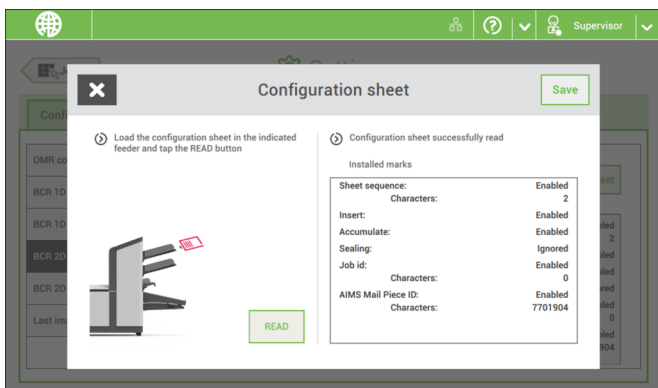 Supervisor
Configuration sheet
Save
Load the configuration sheet in the indicated
feeder and tap the READ button
READ
Configuration sheet successfully read
Installed marks
Sheet sequence: Enabled
Characters: 2
Insert: Enabled
Accumulate: Enabled
Sealing: Ignored
Job id: Enabled
Characters: 0
AIMS Mail Piece ID: Enabled
Characters: 7701904
OMR
BCR 1D
BCR 1D
BCR 2D
BCR 2D
Last
2
0
904